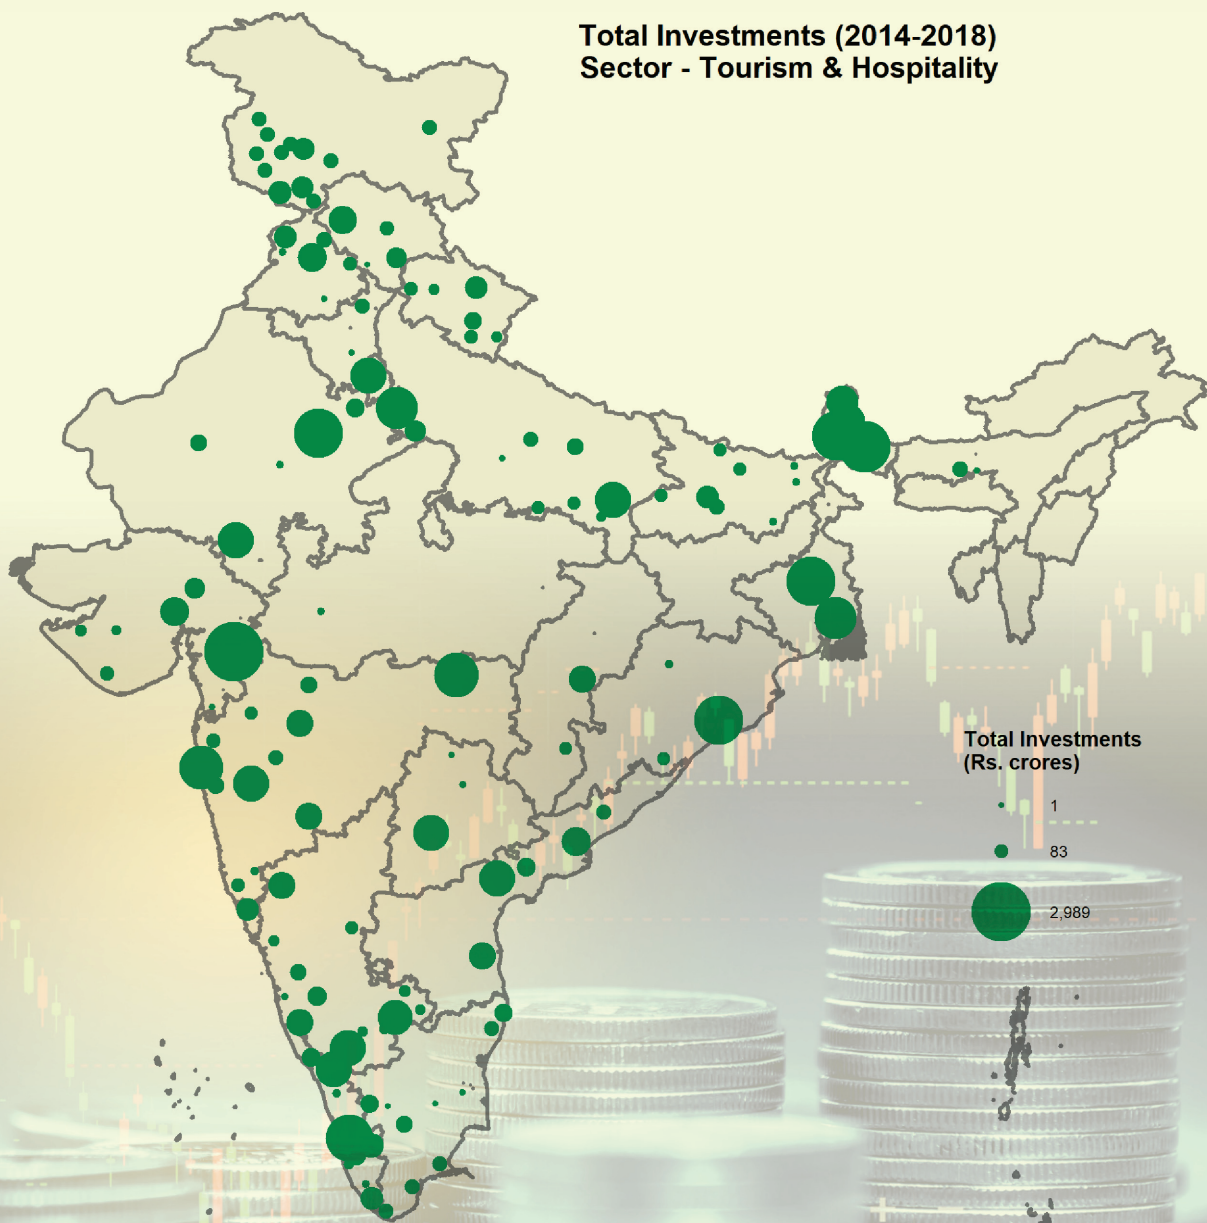 Total Investments (2014-2018)
Sector - Tourism & Hospitality
Total Investments
(Rs. crores)
1
83
2,989